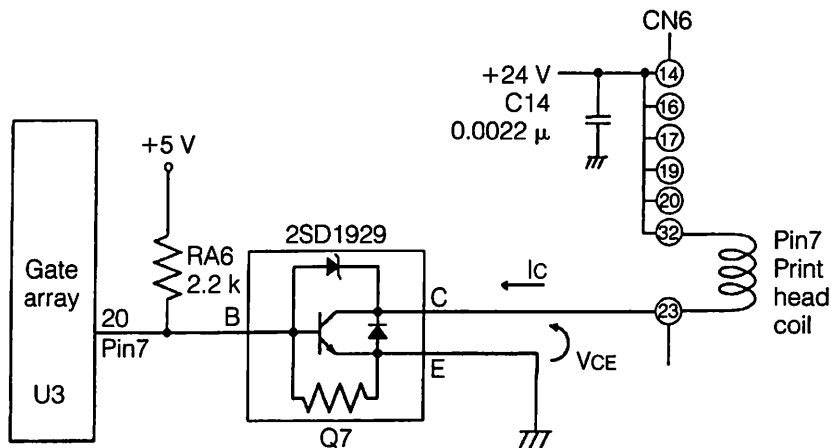 CN6
+24 V
14
C14
0.0022 µ
16
17
19
20
32
+5 V
RA6
2.2 k
2SD1929
Gate
array
U3
20
Pin7
B
C
E
IC
VCE
Q7
23
Pin7
Print
head
coil